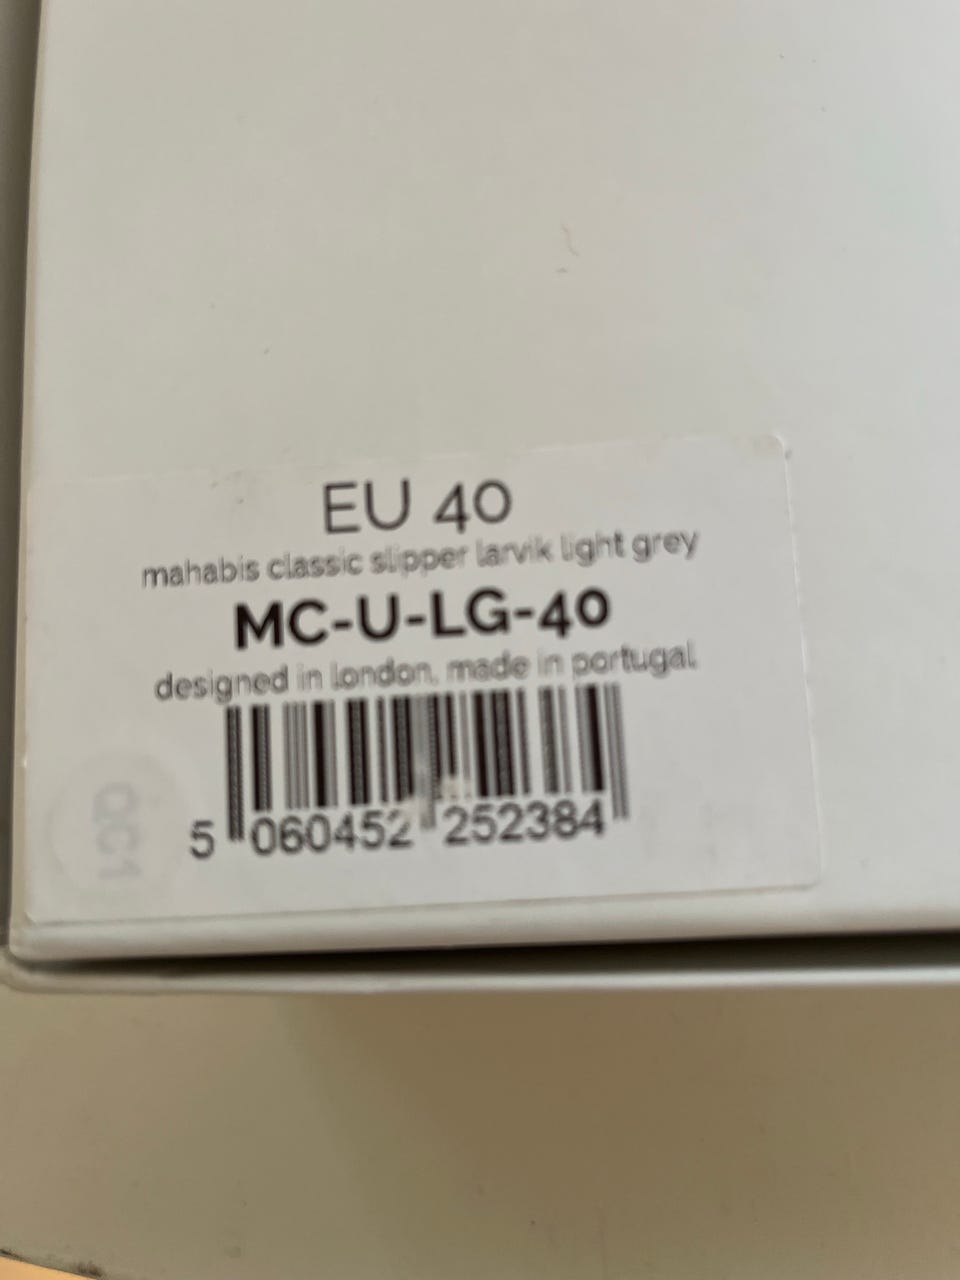 EU 40
mahabis classic slipper larvik light grey
MC-U-LG-40
designed in london, made in portugal
5 060452 252384
QC1